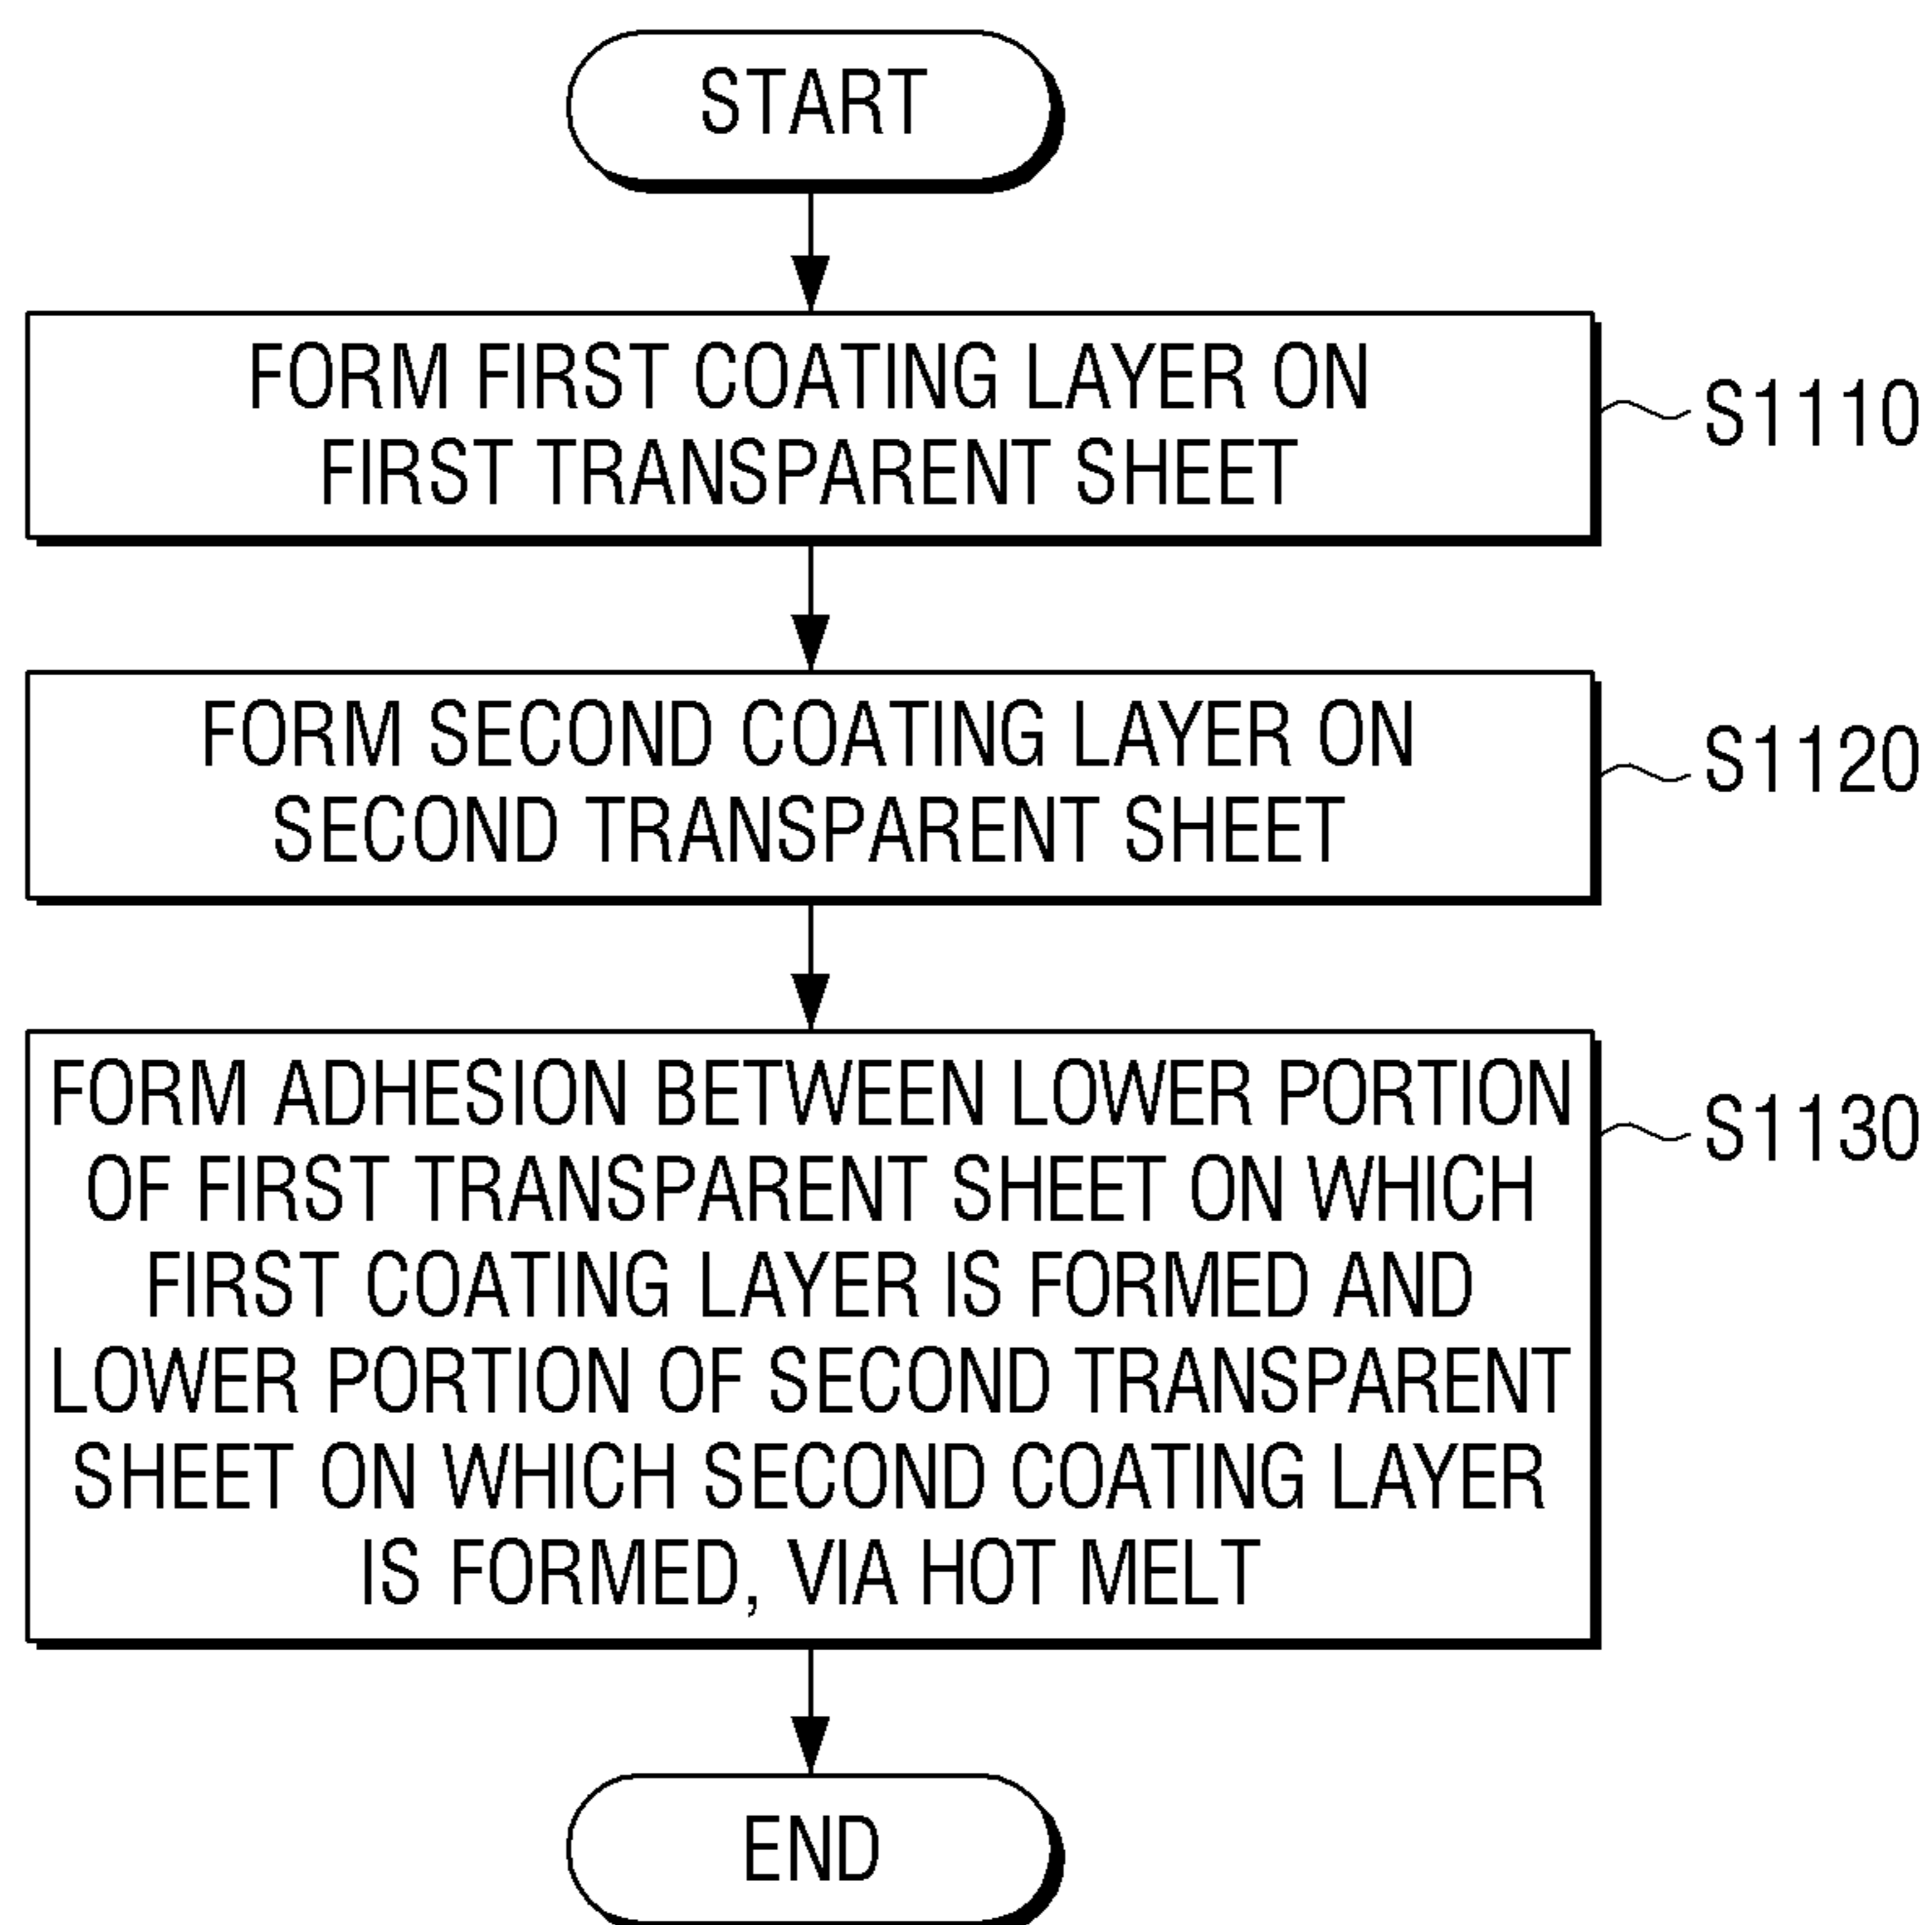 START
FORM FIRST COATING LAYER ON
FIRST TRANSPARENT SHEET
S1110
FORM SECOND COATING LAYER ON
SECOND TRANSPARENT SHEET
S1120
FORM ADHESION BETWEEN LOWER PORTION
OF FIRST TRANSPARENT SHEET ON WHICH
FIRST COATING LAYER IS FORMED AND
LOWER PORTION OF SECOND TRANSPARENT
SHEET ON WHICH SECOND COATING LAYER
IS FORMED, VIA HOT MELT
S1130
END